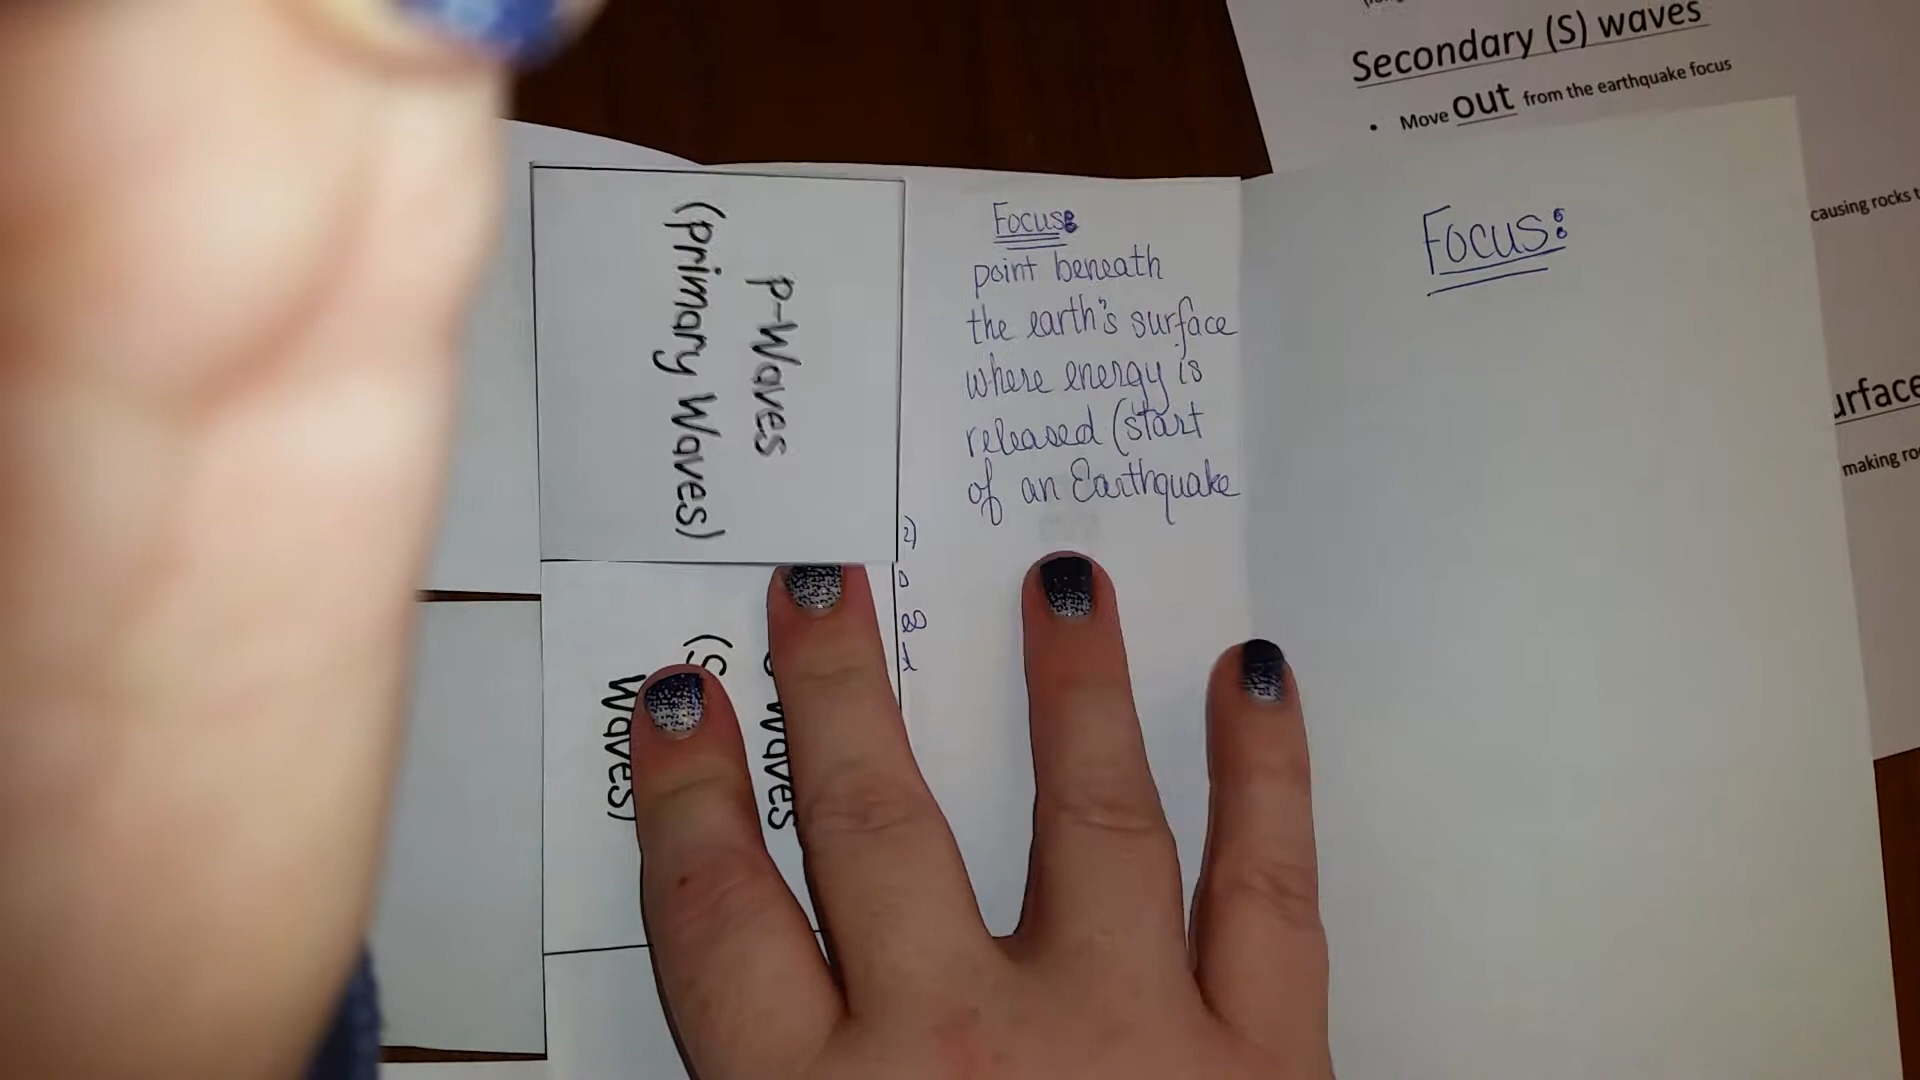 Secondary (S) waves
• Move out from the earthquake focus
causing rocks t
urface
making ro
p-Waves
(primary Waves)
Waves
Waves)
Focus:
point beneath
the earth's surface
where energy is
released (start
of an Earthquake
Focus: